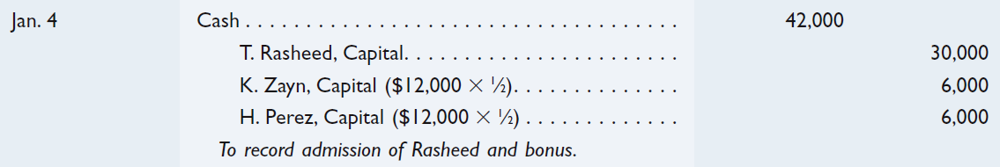 Jan. 4 Cash . . . . . . . . . . . . . . . . . . . . . . . . . . . . . . . . . . . . 42,000
T. Rasheed, Capital. . . . . . . . . . . . . . . . . . . . . . . 30,000
K. Zayn, Capital ($12,000 × ½). . . . . . . . . . . . . . 6,000
H. Perez, Capital ($12,000 × ½) . . . . . . . . . . . . . 6,000
To record admission of Rasheed and bonus.